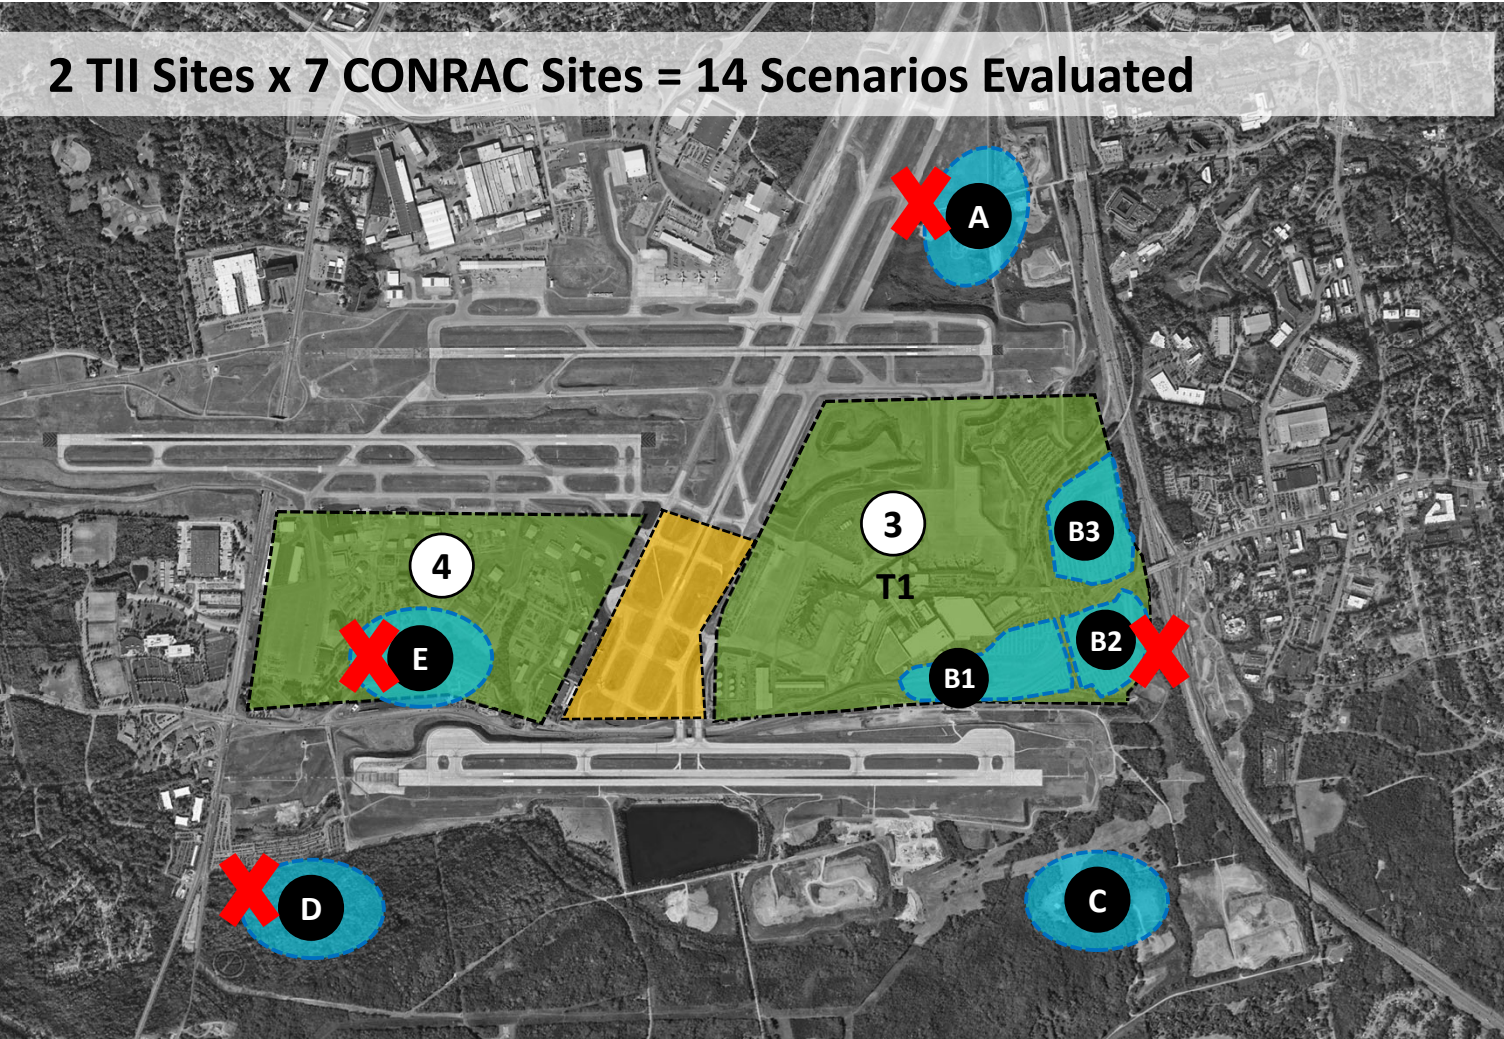 2 TII Sites x 7 CONRAC Sites = 14 Scenarios Evaluated
A
3
B3
4
T1
B2
E
B1
C
D